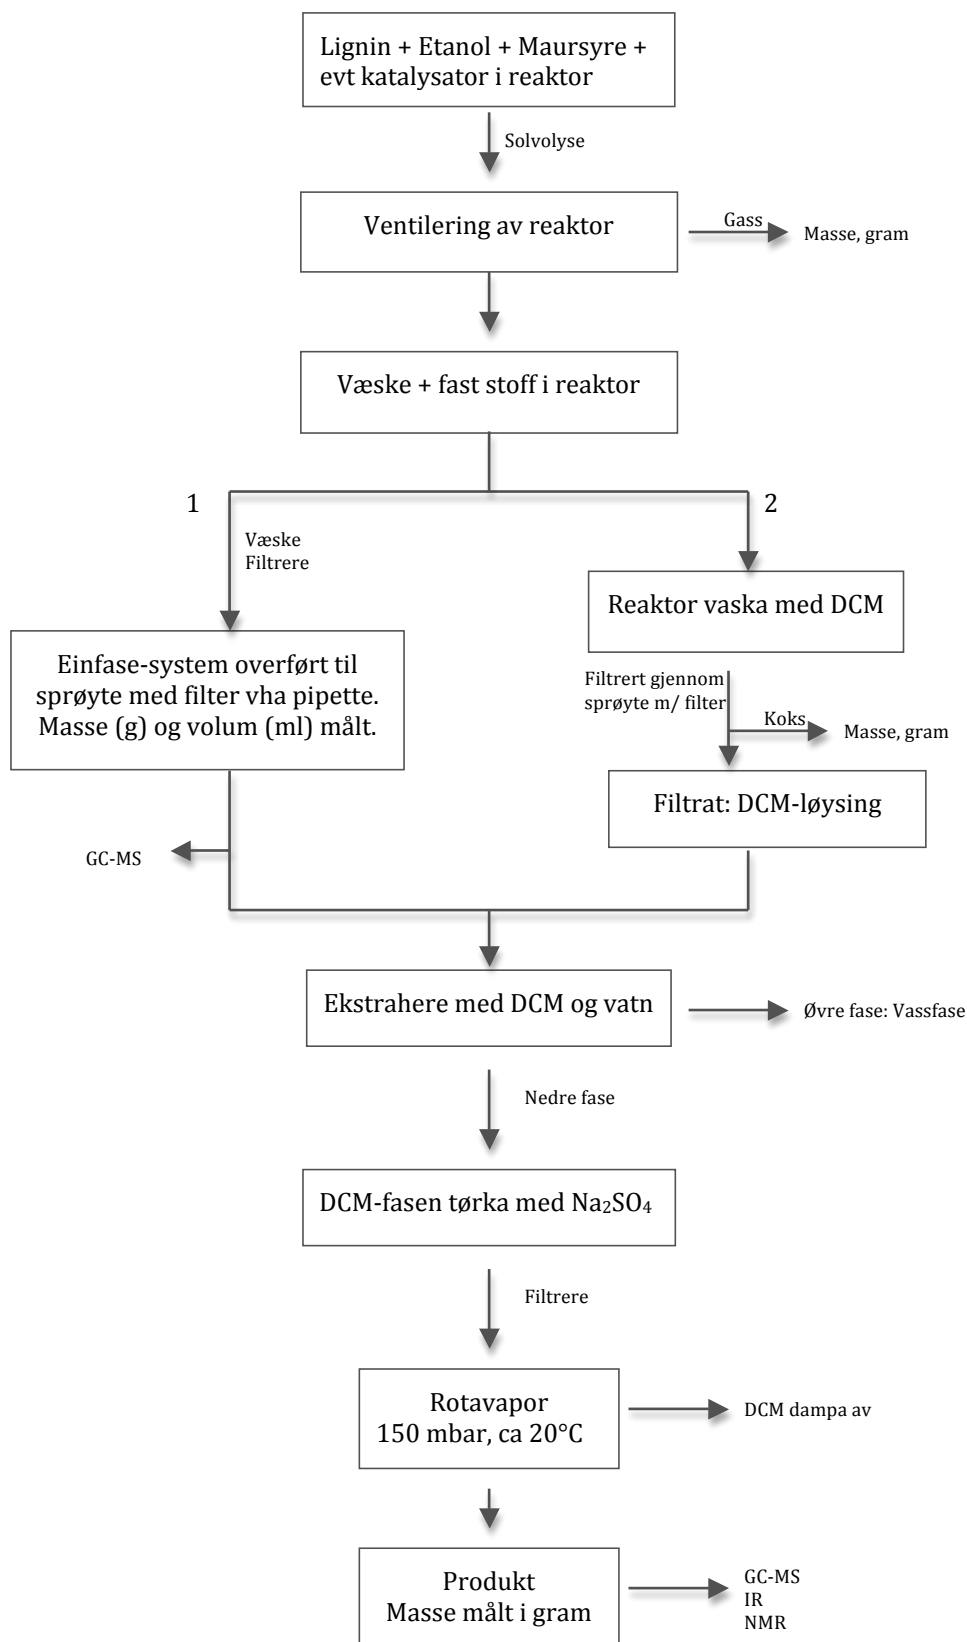 Lignin + Etanol + Maursyre +
evt katalysator i reaktor
Solvolyse
Ventilering av reaktor
Gass
Masse, gram
Væske + fast stoff i reaktor
1
2
Væske
Filtrere
Reaktor vaska med DCM
Einfase-system overført til
sprøyte med filter vha pipette.
Masse (g) og volum (ml) målt.
Filtrert gjennom
sprøyte m/ filter
Koks
Masse, gram
Filtrat: DCM-løysing
GC-MS
Ekstrahere med DCM og vatn
Øvre fase: Vassfase
Nedre fase
DCM-fasen tørka med Na₂SO₄
Filtrere
Rotavapor
150 mbar, ca 20°C
DCM dampa av
Produkt
Masse målt i gram
GC-MS
IR
NMR